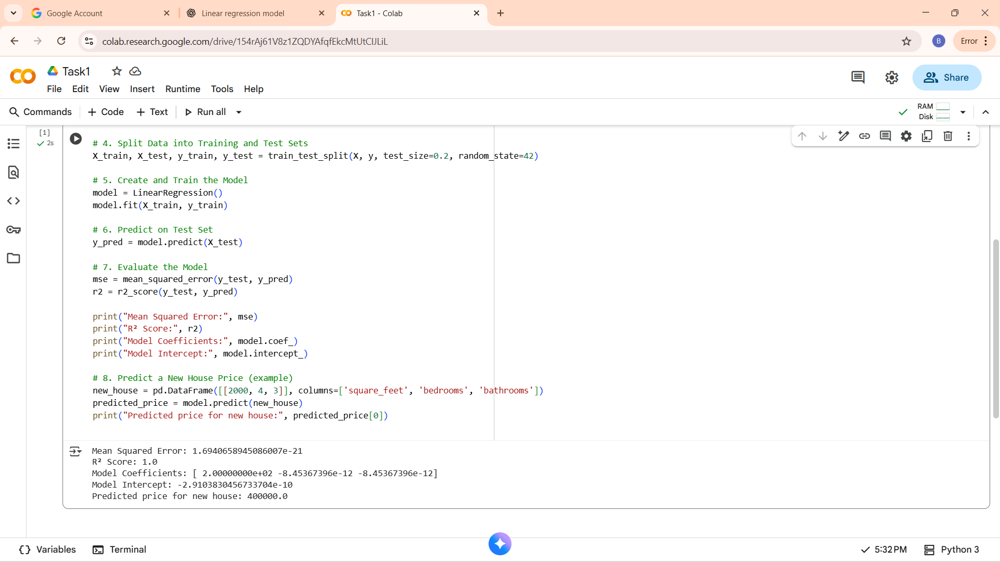 Google Account
Linear regression model
Task1 - Colab
colab.research.google.com/drive/154rAj61V8z1ZQDYAfqfEkcMtUtCIJLiL
B
Error
Task1
File Edit View Insert Runtime Tools Help
Share
Commands + Code + Text Run all
RAM
Disk
[1]
2s
# 4. Split Data into Training and Test Sets
X_train, X_test, y_train, y_test = train_test_split(X, y, test_size=0.2, random_state=42)
# 5. Create and Train the Model
model = LinearRegression()
model.fit(X_train, y_train)
# 6. Predict on Test Set
y_pred = model.predict(X_test)
# 7. Evaluate the Model
mse = mean_squared_error(y_test, y_pred)
r2 = r2_score(y_test, y_pred)
print("Mean Squared Error:", mse)
print("R² Score:", r2)
print("Model Coefficients:", model.coef_)
print("Model Intercept:", model.intercept_)
# 8. Predict a New House Price (example)
new_house = pd.DataFrame([[2000, 4, 3]], columns=['square_feet', 'bedrooms', 'bathrooms'])
predicted_price = model.predict(new_house)
print("Predicted price for new house:", predicted_price[0])
Mean Squared Error: 1.6940658945086007e-21
R² Score: 1.0
Model Coefficients: [ 2.00000000e+02 -8.45367396e-12 -8.45367396e-12]
Model Intercept: -2.9103830456733704e-10
Predicted price for new house: 400000.0
Variables Terminal
5:32 PM Python 3